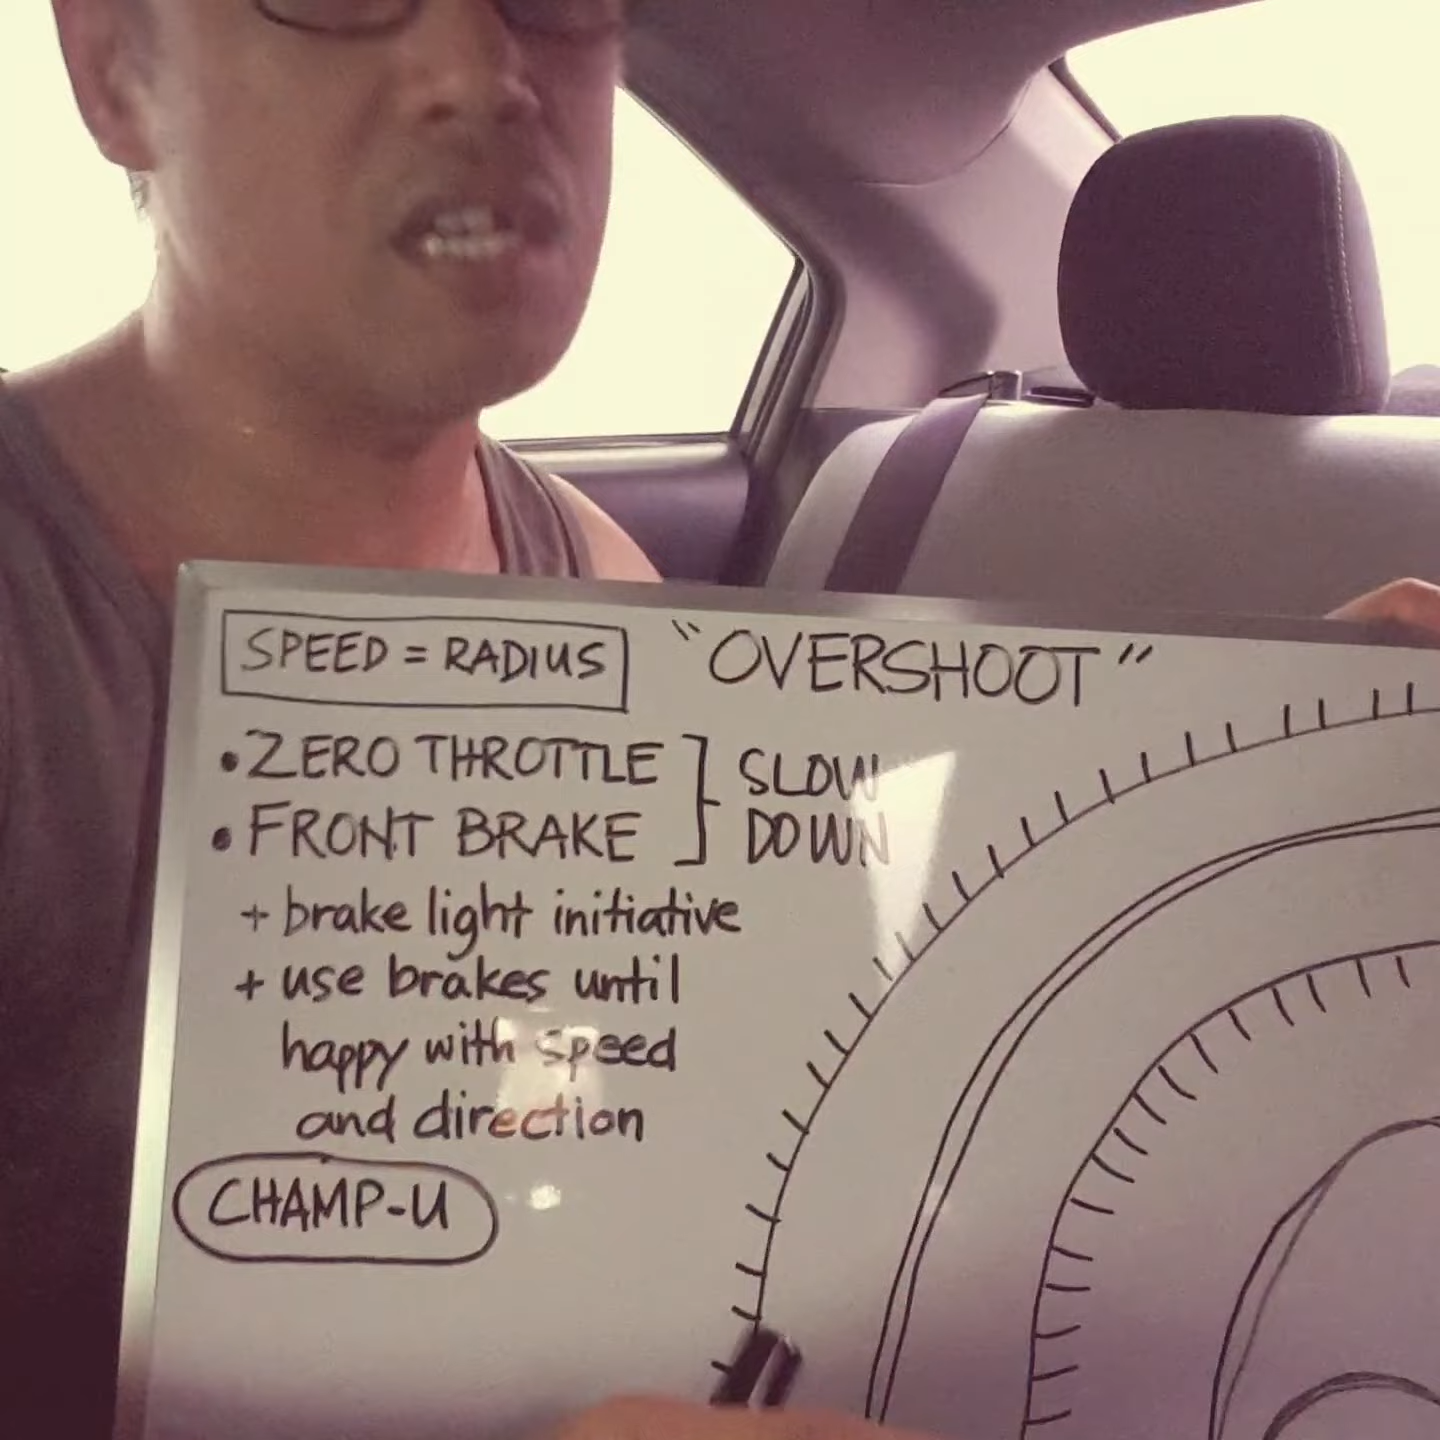 SPEED = RADIUS
"OVERSHOOT"
• ZERO THROTTLE
• FRONT BRAKE
SLOW
DOWN
+ brake light initiative
+ use brakes until
happy with speed
and direction
CHAMP-U